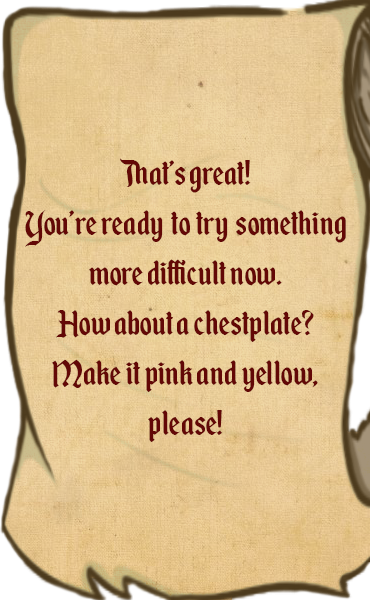 That's great!
You're ready to try something
more difficult now.
How about a chestplate?
Make it pink and yellow,
please!